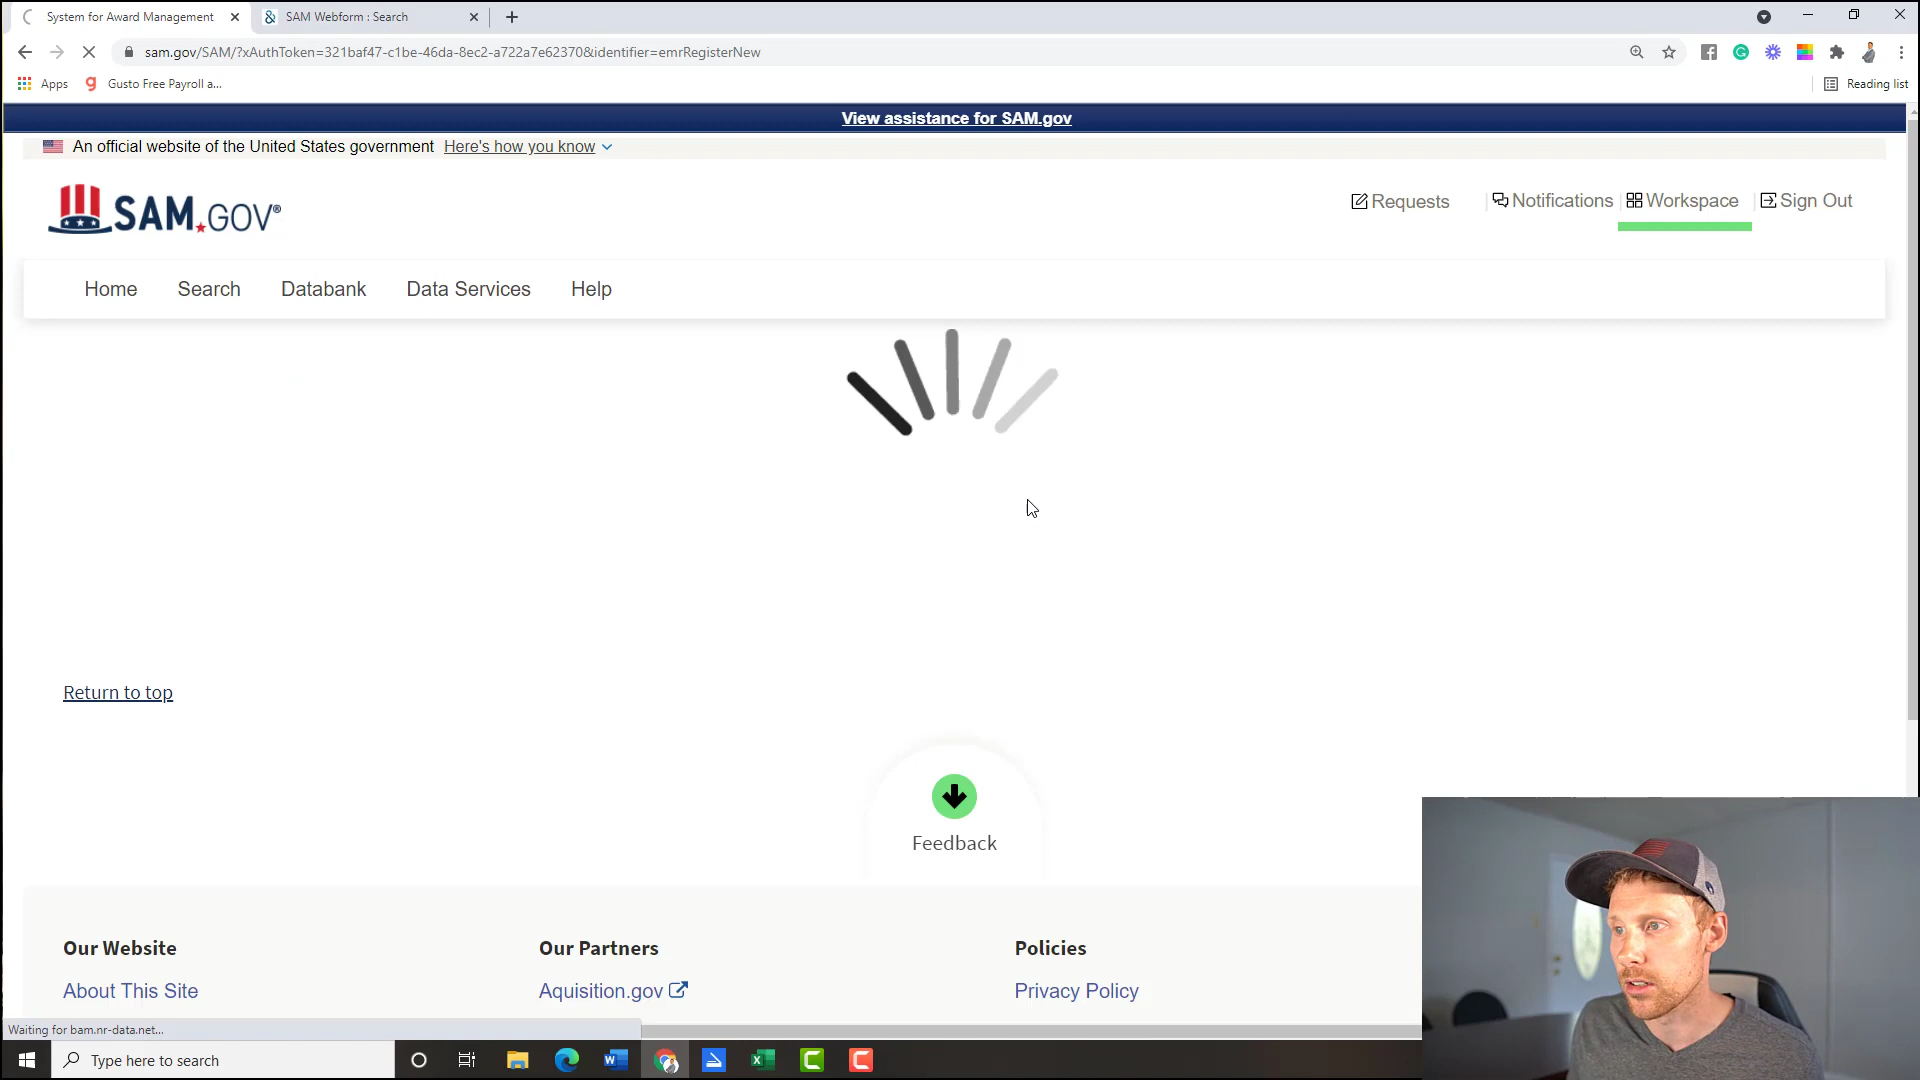 System for Award Management
SAM Webform : Search
sam.gov/SAM/?xAuthToken=321baf47-c1be-46da-8ec2-a722a7e62370&identifier=emrRegisterNew
Apps
Gusto Free Payroll a...
Reading list
View assistance for SAM.gov
An official website of the United States government Here's how you know
SAM.GOV®
Requests
Notifications
Workspace
Sign Out
Home
Search
Databank
Data Services
Help
Return to top
Feedback
Our Website
Our Partners
Policies
About This Site
Aquisition.gov
Privacy Policy
Waiting for bam.nr-data.net...
Type here to search